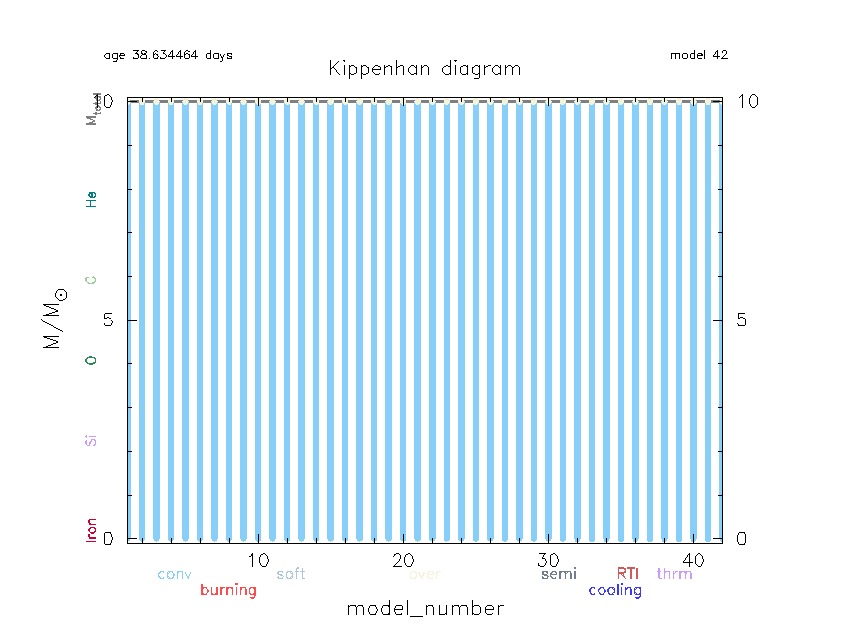 age 38.634464 days
model 42
Kippenhan diagram
M_total
10
10
He
C
M/M☉
5
5
O
Si
Iron
0
0
10
20
30
40
conv
soft
over
semi
RTI
thrm
burning
cooling
model_number